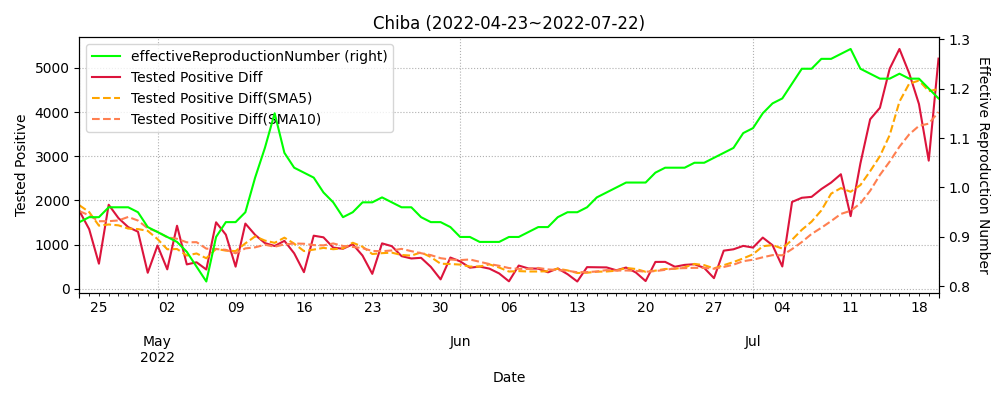 Chiba (2022-04-23~2022-07-22)
effectiveReproductionNumber (right)
Tested Positive Diff
Tested Positive Diff(SMA5)
Tested Positive Diff(SMA10)
Tested Positive
5000
4000
3000
2000
1000
0
1.3
1.2
1.1
1.0
0.9
0.8
Effective Reproduction Number
25 02 09 16 23 30 06 13 20 27 04 11 18
May Jun Jul
2022
Date